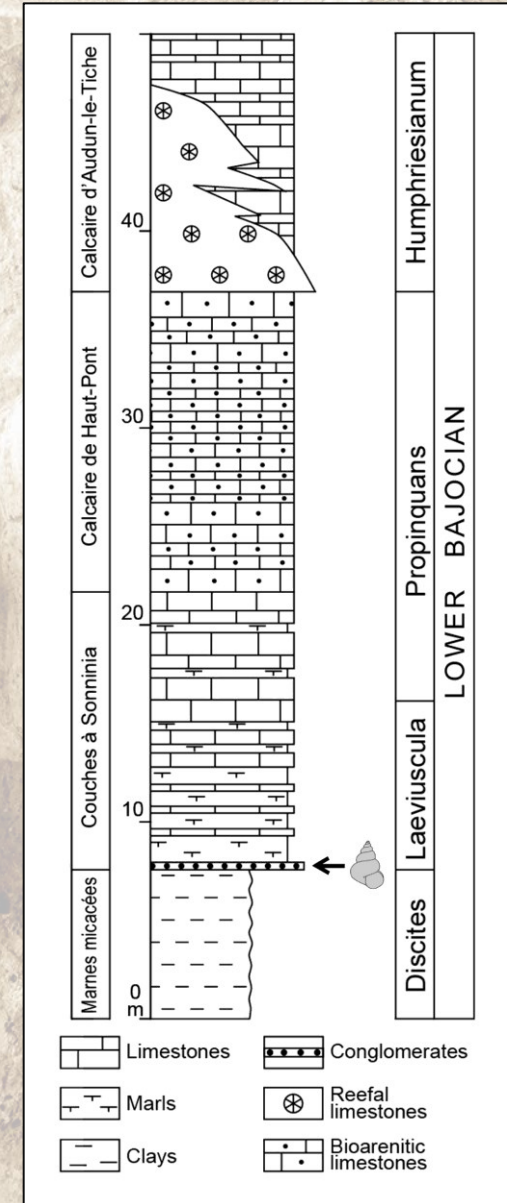 Calcaire d'Audun-le-Tiche
Calcaire de Haut-Pont
Couches à Sonninia
Marnes micacées
40
30
20
10
0
m
Humphriesianum
Propinquans
Laeviuscula
Discites
LOWER BAJOCIAN
Limestones
Marls
Clays
Conglomerates
Reefal
limestones
Bioarenitic
limestones